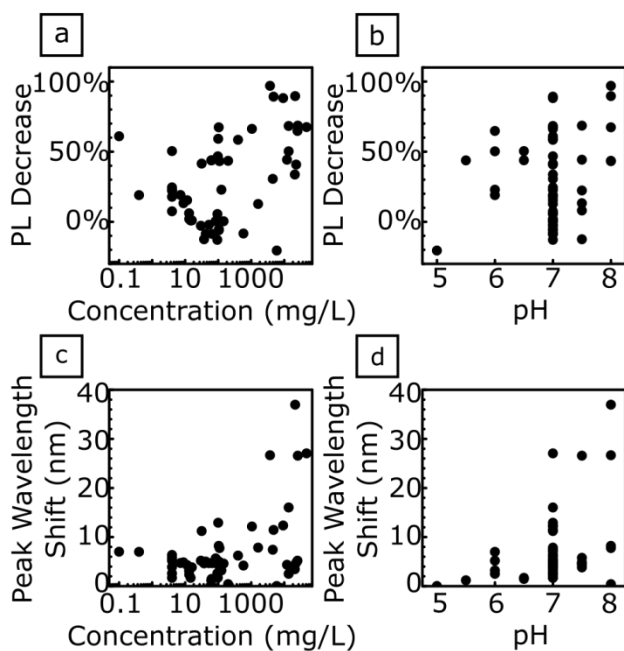 a
PL Decrease
100%
50%
0%
0.1 10 1000
Concentration (mg/L)
b
PL Decrease
100%
50%
0%
5 6 7 8
pH
c
Peak Wavelength
Shift (nm)
40
30
20
10
0
0.1 10 1000
Concentration (mg/L)
d
Peak Wavelength
Shift (nm)
40
30
20
10
0
5 6 7 8
pH